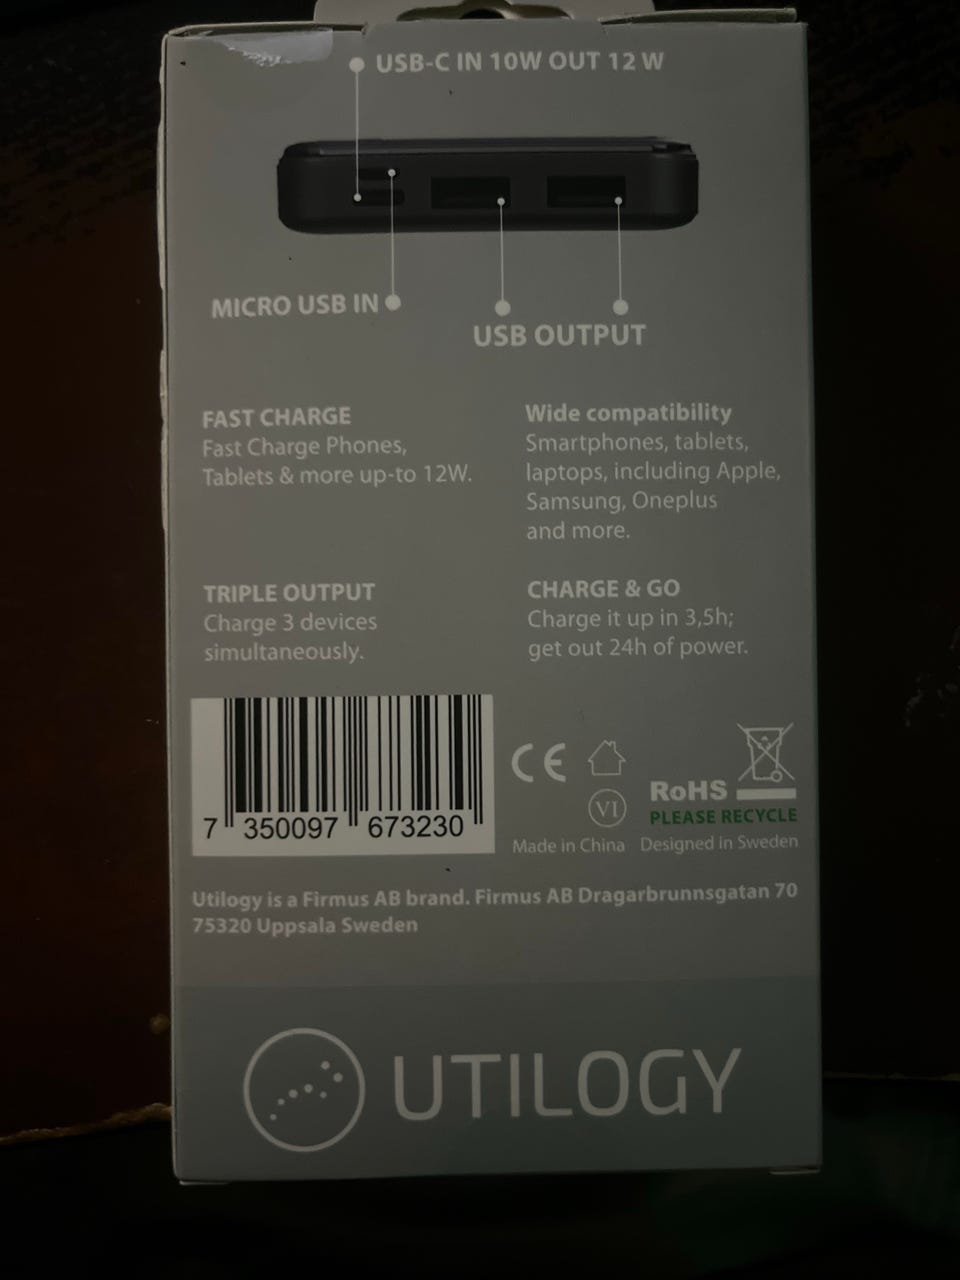 USB-C IN 10W OUT 12 W
MICRO USB IN
USB OUTPUT
FAST CHARGE
Fast Charge Phones,
Tablets & more up-to 12W.
Wide compatibility
Smartphones, tablets,
laptops, including Apple,
Samsung, Oneplus
and more.
TRIPLE OUTPUT
Charge 3 devices
simultaneously.
CHARGE & GO
Charge it up in 3,5h;
get out 24h of power.
7 350097 673230
CE
VI
RoHS
PLEASE RECYCLE
Made in China Designed in Sweden
Utilogy is a Firmus AB brand. Firmus AB Dragarbrunnsgatan 70
75320 Uppsala Sweden
UTILOGY